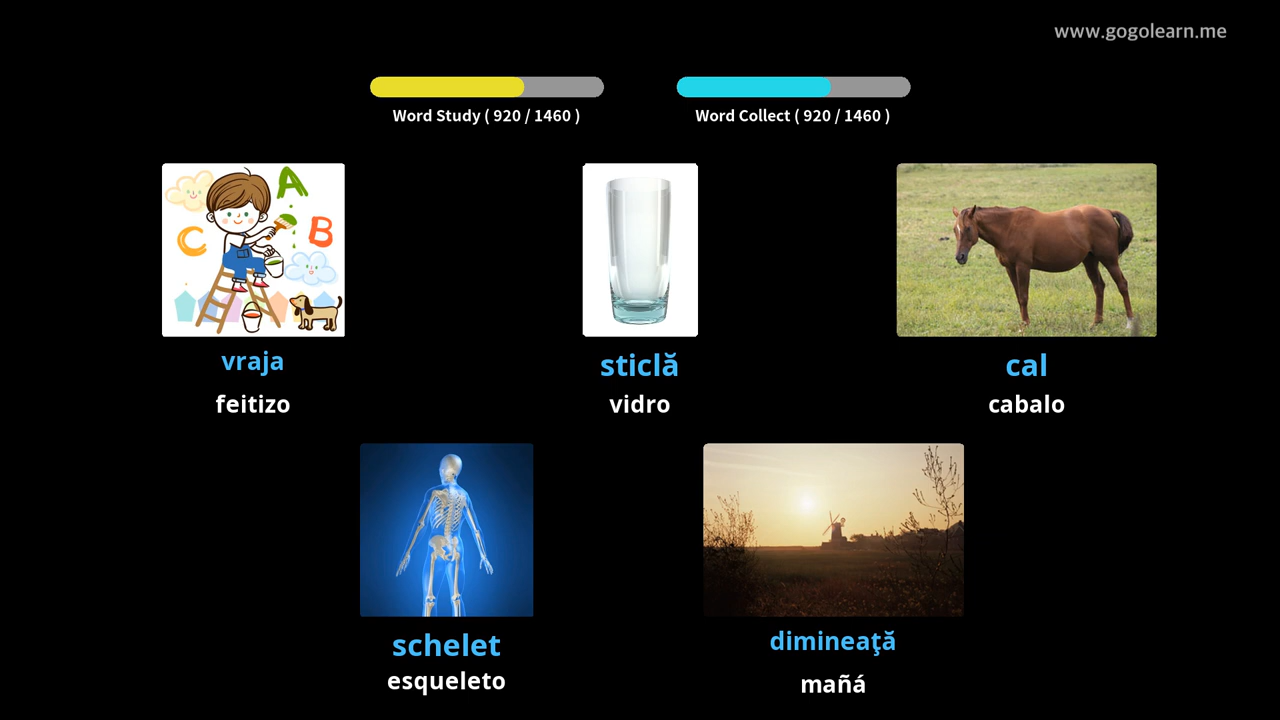 www.gogolearn.me
Word Study ( 920 / 1460 )
Word Collect ( 920 / 1460 )
A
B
C
vraja
feitizo
sticlă
vidro
cal
cabalo
schelet
esqueleto
dimineaţă
mañá